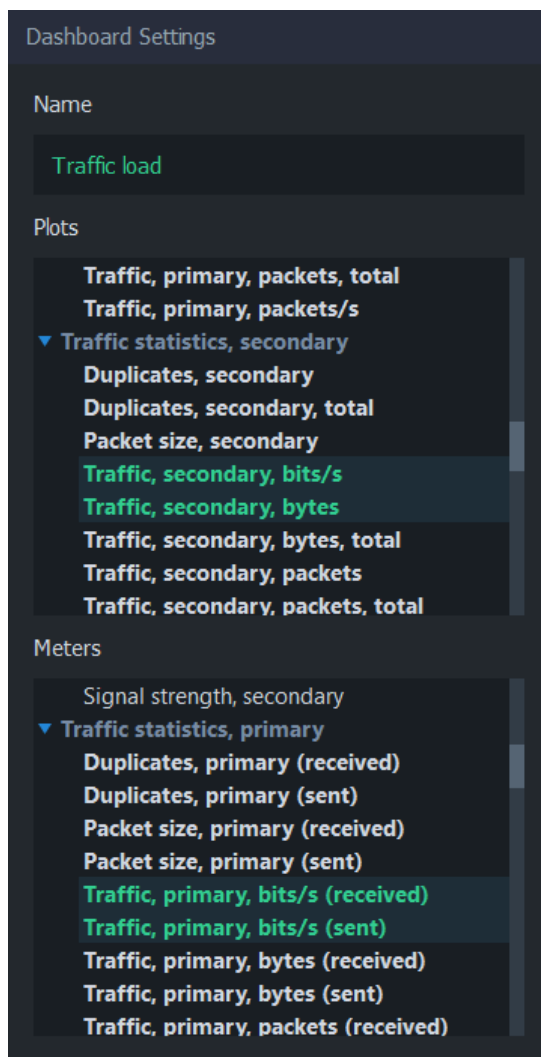 Dashboard Settings
Name
Traffic load
Plots
Traffic, primary, packets, total
Traffic, primary, packets/s
Traffic statistics, secondary
Duplicates, secondary
Duplicates, secondary, total
Packet size, secondary
Traffic, secondary, bits/s
Traffic, secondary, bytes
Traffic, secondary, bytes, total
Traffic, secondary, packets
Traffic, secondary, packets, total
Meters
Signal strength, secondary
Traffic statistics, primary
Duplicates, primary (received)
Duplicates, primary (sent)
Packet size, primary (received)
Packet size, primary (sent)
Traffic, primary, bits/s (received)
Traffic, primary, bits/s (sent)
Traffic, primary, bytes (received)
Traffic, primary, bytes (sent)
Traffic, primary, packets (received)